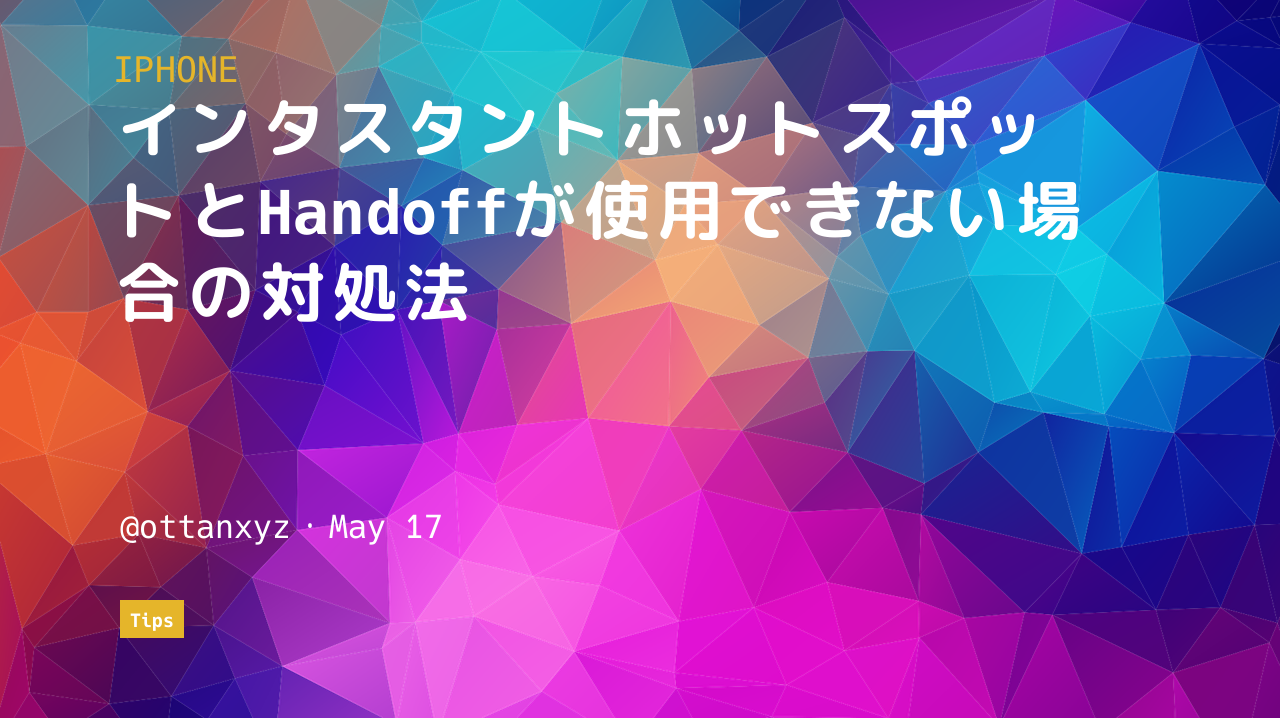 IPHONE
インタスタントホットスポッ
トとHandoffが使用できない場
合の対処法
@ottanxyz・May 17
Tips